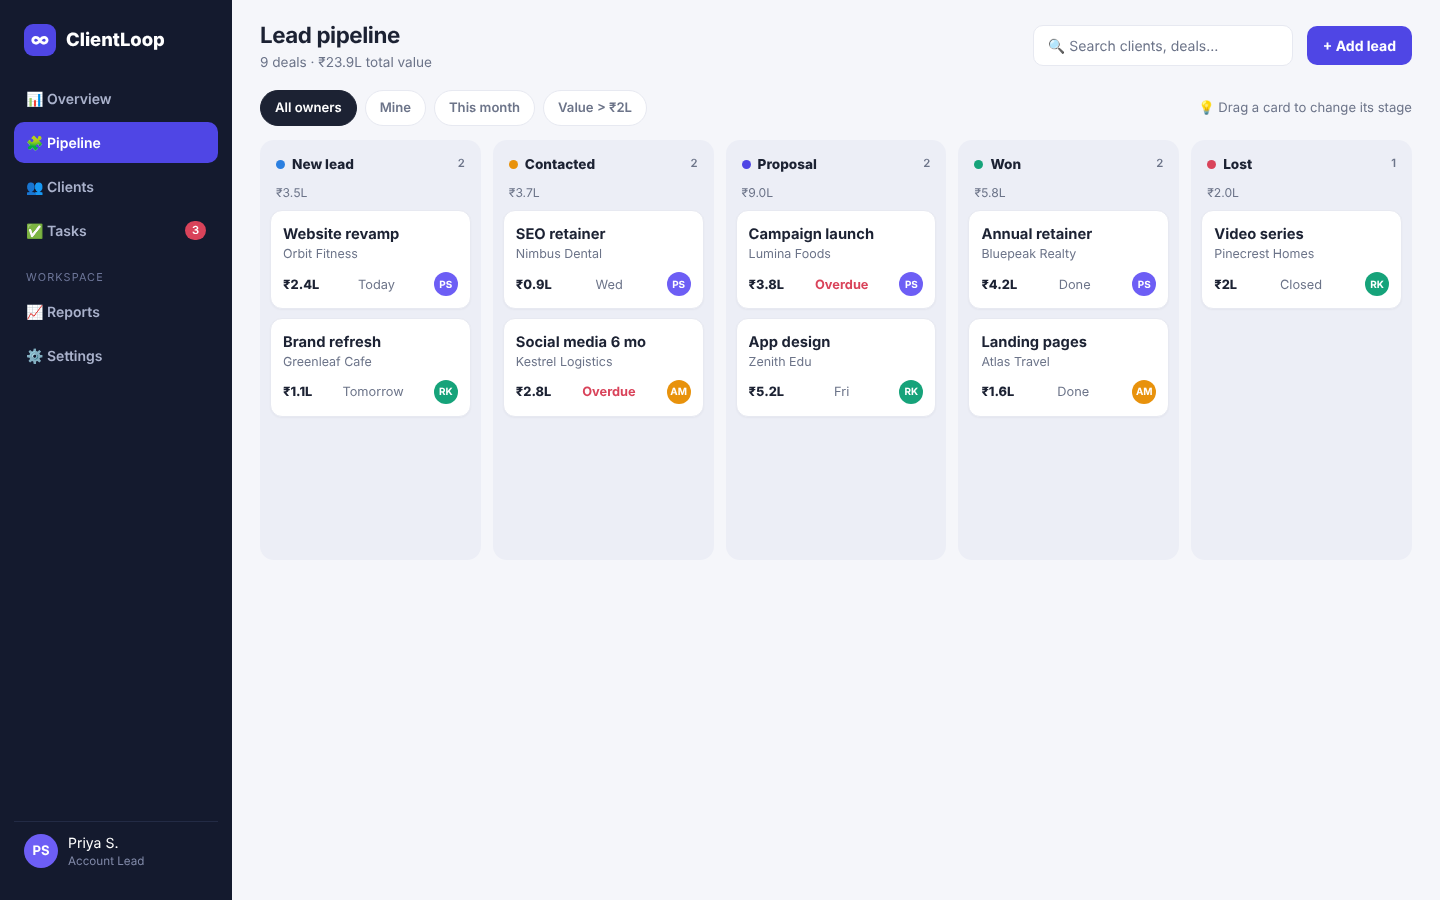 ClientLoop
Overview
Pipeline
Clients
Tasks
3
WORKSPACE
Reports
Settings
PS
Priya S.
Account Lead
Lead pipeline
9 deals · ₹23.9L total value
Search clients, deals...
+ Add lead
All owners
Mine
This month
Value > ₹2L
Drag a card to change its stage
New lead 2
₹3.5L
Website revamp
Orbit Fitness
₹2.4L Today PS
Brand refresh
Greenleaf Cafe
₹1.1L Tomorrow RK
Contacted 2
₹3.7L
SEO retainer
Nimbus Dental
₹0.9L Wed PS
Social media 6 mo
Kestrel Logistics
₹2.8L Overdue AM
Proposal 2
₹9.0L
Campaign launch
Lumina Foods
₹3.8L Overdue PS
App design
Zenith Edu
₹5.2L Fri RK
Won 2
₹5.8L
Annual retainer
Bluepeak Realty
₹4.2L Done PS
Landing pages
Atlas Travel
₹1.6L Done AM
Lost 1
₹2.0L
Video series
Pinecrest Homes
₹2L Closed RK